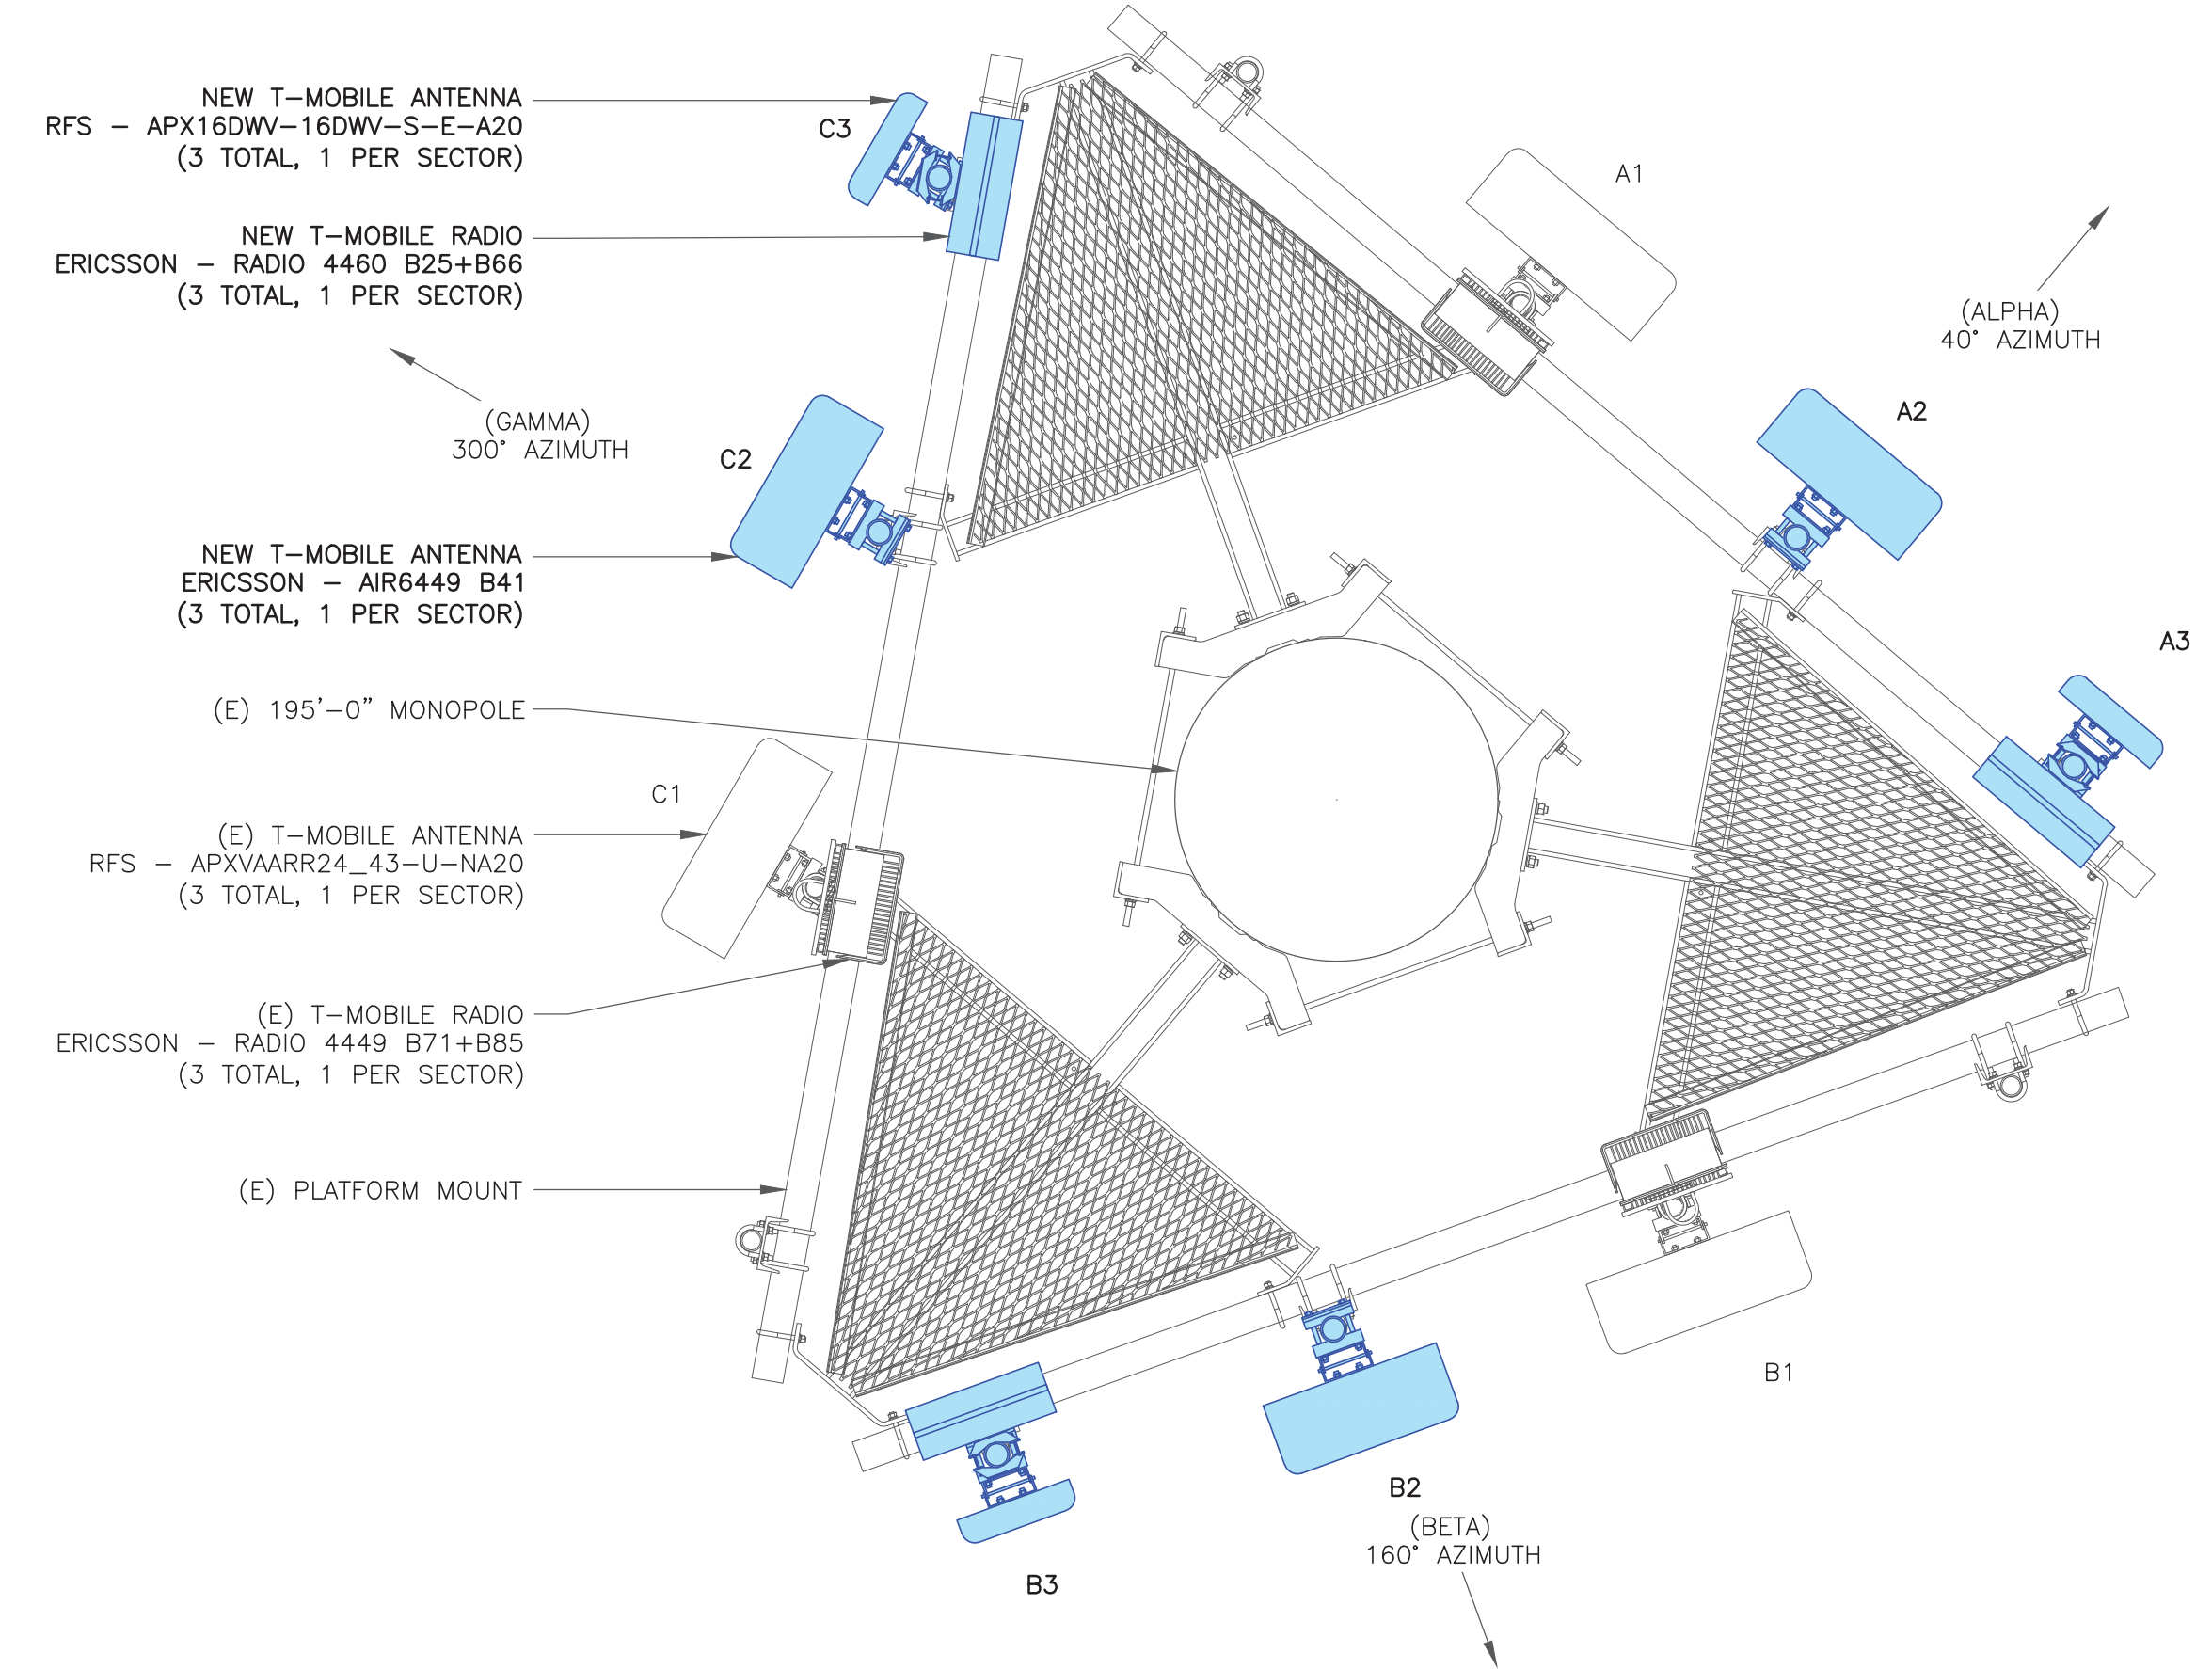 NEW T-MOBILE ANTENNA
RFS - APX16DWV-16DWV-S-E-A20
(3 TOTAL, 1 PER SECTOR)
NEW T-MOBILE RADIO
ERICSSON - RADIO 4460 B25+B66
(3 TOTAL, 1 PER SECTOR)
(GAMMA)
300° AZIMUTH
NEW T-MOBILE ANTENNA
ERICSSON - AIR6449 B41
(3 TOTAL, 1 PER SECTOR)
(E) 195'-0" MONOPOLE
(E) T-MOBILE ANTENNA
RFS - APXVAARR24_43-U-NA20
(3 TOTAL, 1 PER SECTOR)
(E) T-MOBILE RADIO
ERICSSON - RADIO 4449 B71+B85
(3 TOTAL, 1 PER SECTOR)
(E) PLATFORM MOUNT
C3
C2
C1
A1
(ALPHA)
40° AZIMUTH
A2
A3
B1
B2
(BETA)
160° AZIMUTH
B3